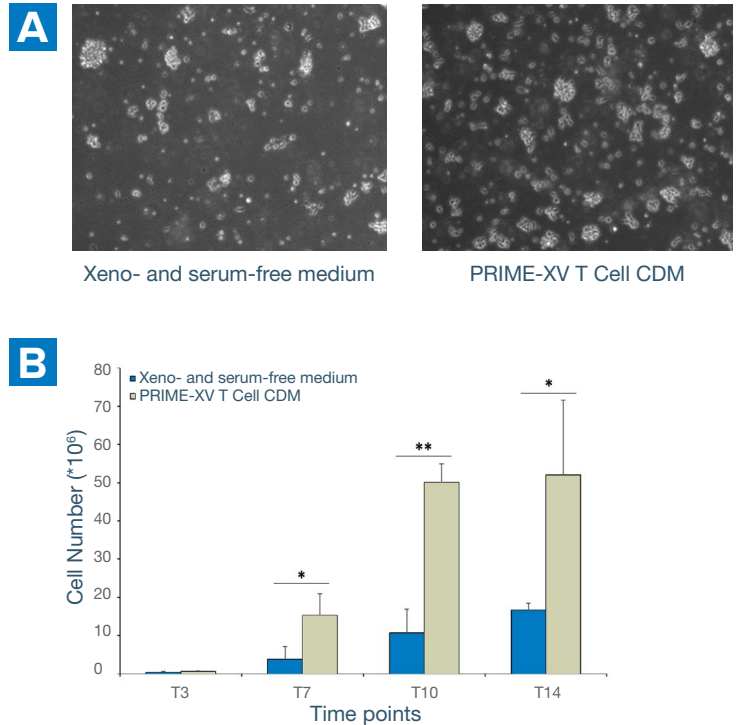 A
Xeno- and serum-free medium
PRIME-XV T Cell CDM
B
Xeno- and serum-free medium
PRIME-XV T Cell CDM
Cell Number (*10⁶)
80
70
60
50
40
30
20
10
0
*
**
*
T3
T7
T10
T14
Time points